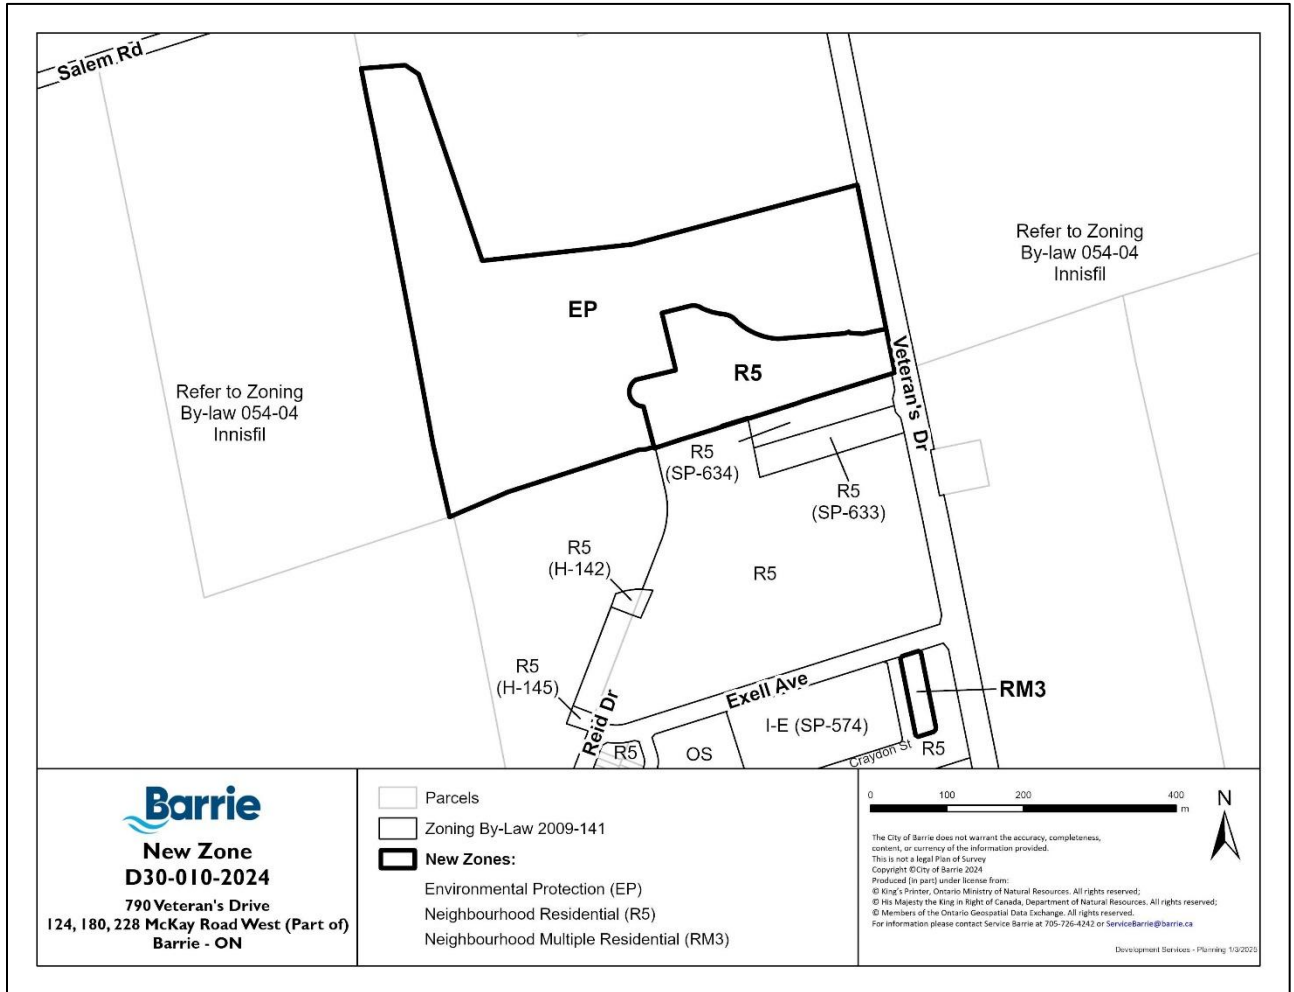 Salem Rd
Refer to Zoning
By-law 054-04
Innisfil
EP
Veteran's Dr
R5
Refer to Zoning
By-law 054-04
Innisfil
R5
(SP-634)
R5
(SP-633)
R5
(H-142)
R5
R5
(H-145)
Exell Ave
RM3
Reid Dr
I-E (SP-574)
R5
OS
Craydon St
R5
Barrie
New Zone
D30-010-2024
790 Veteran's Drive
124, 180, 228 McKay Road West (Part of)
Barrie - ON
Parcels
Zoning By-Law 2009-141
New Zones:
Environmental Protection (EP)
Neighbourhood Residential (R5)
Neighbourhood Multiple Residential (RM3)
0 100 200 400
m
N
The City of Barrie does not warrant the accuracy, completeness,
content, or currency of the information provided.
This is not a legal Plan of Survey
Copyright ©City of Barrie 2024
Produced (in part) under license from:
© King's Printer, Ontario Ministry of Natural Resources. All rights reserved;
© His Majesty the King in Right of Canada, Department of Natural Resources. All rights reserved;
© Members of the Ontario Geospatial Data Exchange. All rights reserved.
For information please contact Service Barrie at 705-726-4242 or ServiceBarrie@barrie.ca
Development Services - Planning 1/3/2025